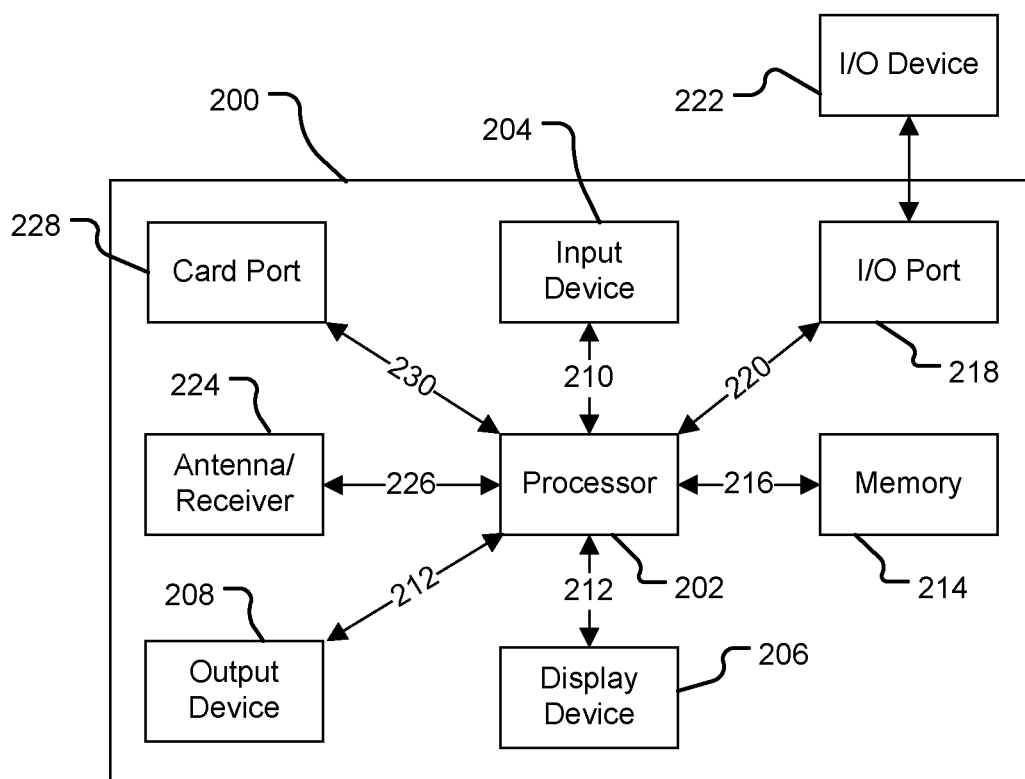 I/O Device
222
200
204
228
Card Port
Input
Device
I/O Port
230
210
220
218
224
Antenna/
Receiver
226
Processor
216
Memory
208
212
212
202
214
Output
Device
Display
Device
206